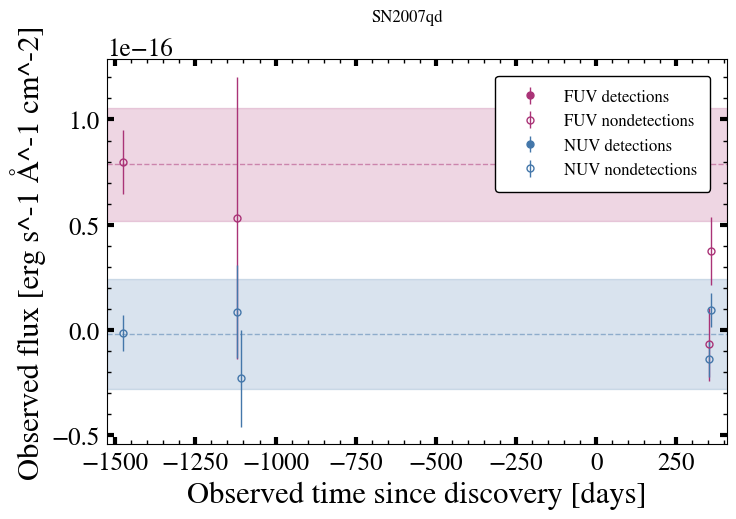 SN2007qd
1e−16
Observed flux [erg s^-1 Å^-1 cm^-2]
1.0
0.5
0.0
−0.5
FUV detections
FUV nondetections
NUV detections
NUV nondetections
−1500 −1250 −1000 −750 −500 −250 0 250
Observed time since discovery [days]